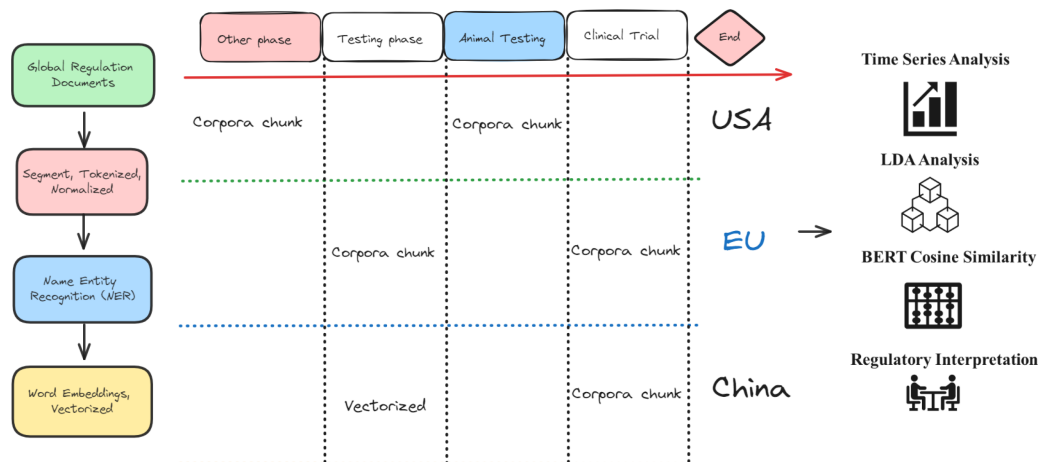 Global Regulation
Documents
Segment, Tokenized,
Normalized
Name Entity
Recognition (NER)
Word Embeddings,
Vectorized
Other phase
Testing phase
Animal Testing
Clinical Trial
End
Corpora chunk
Corpora chunk
USA
Corpora chunk
Corpora chunk
EU
Vectorized
Corpora chunk
China
Time Series Analysis
LDA Analysis
BERT Cosine Similarity
Regulatory Interpretation